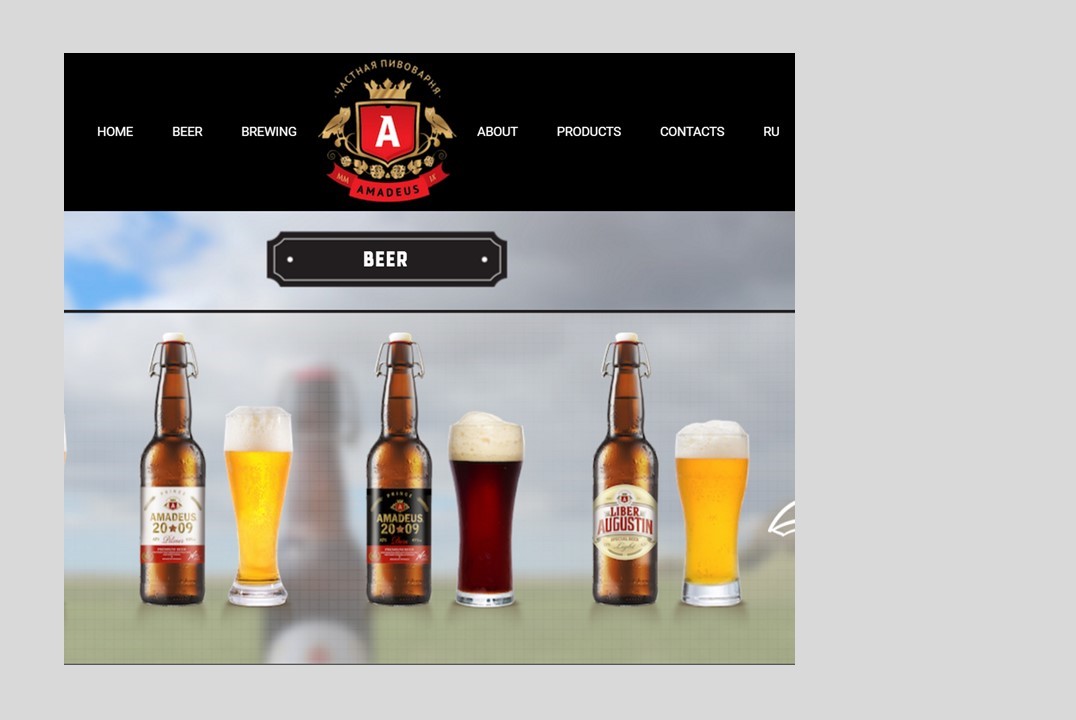 HOME BEER BREWING ABOUT PRODUCTS CONTACTS RU
ЧАСТНАЯ ПИВОВАРНЯ
A
MM IX
AMADEUS
BEER
AMADEUS
20★09
Pilsner
AMADEUS
20★09
LIBER
AUGUSTIN
Light